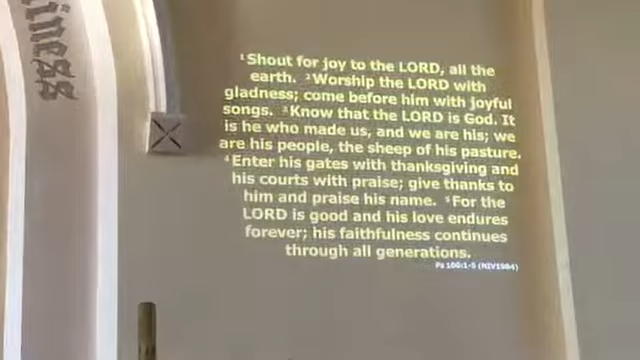 iness
¹Shout for joy to the LORD, all the
earth. ²Worship the LORD with
gladness; come before him with joyful
songs. ³Know that the LORD is God. It
is he who made us, and we are his; we
are his people, the sheep of his pasture.
⁴Enter his gates with thanksgiving and
his courts with praise; give thanks to
him and praise his name. ⁵For the
LORD is good and his love endures
forever; his faithfulness continues
through all generations.
Ps 100:1-5 (NIV1984)